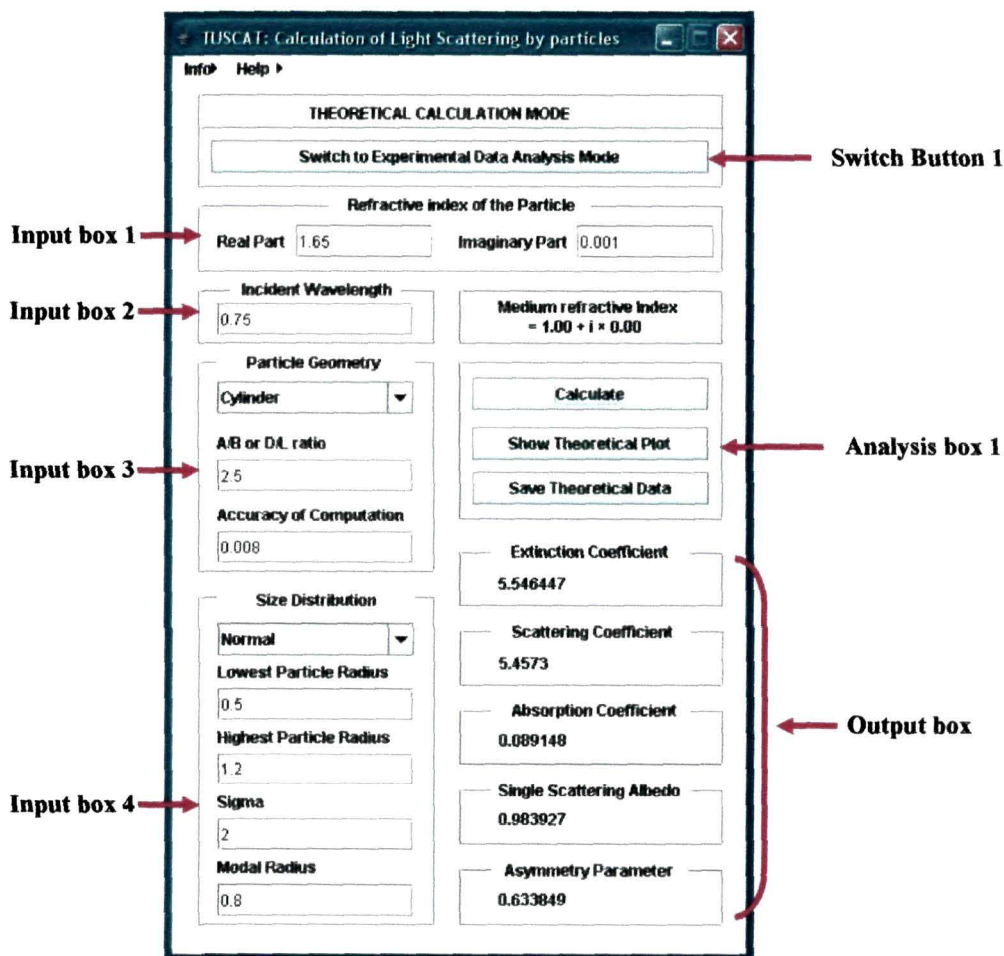 TUSCAT: Calculation of Light Scattering by particles
Info Help
THEORETICAL CALCULATION MODE
Switch to Experimental Data Analysis Mode
Switch Button 1
Refractive index of the Particle
Input box 1
Real Part 1.65 Imaginary Part 0.001
Incident Wavelength
Input box 2
0.75
Medium refractive Index
= 1.00 + i × 0.00
Particle Geometry
Cylinder
A/B or D/L ratio
Input box 3
2.5
Accuracy of Computation
0.008
Calculate
Show Theoretical Plot
Analysis box 1
Save Theoretical Data
Size Distribution
Normal
Lowest Particle Radius
0.5
Highest Particle Radius
1.2
Input box 4
Sigma
2
Modal Radius
0.8
Extinction Coefficient
5.546447
Scattering Coefficient
5.4573
Absorption Coefficient
0.089148
Output box
Single Scattering Albedo
0.983927
Asymmetry Parameter
0.633849